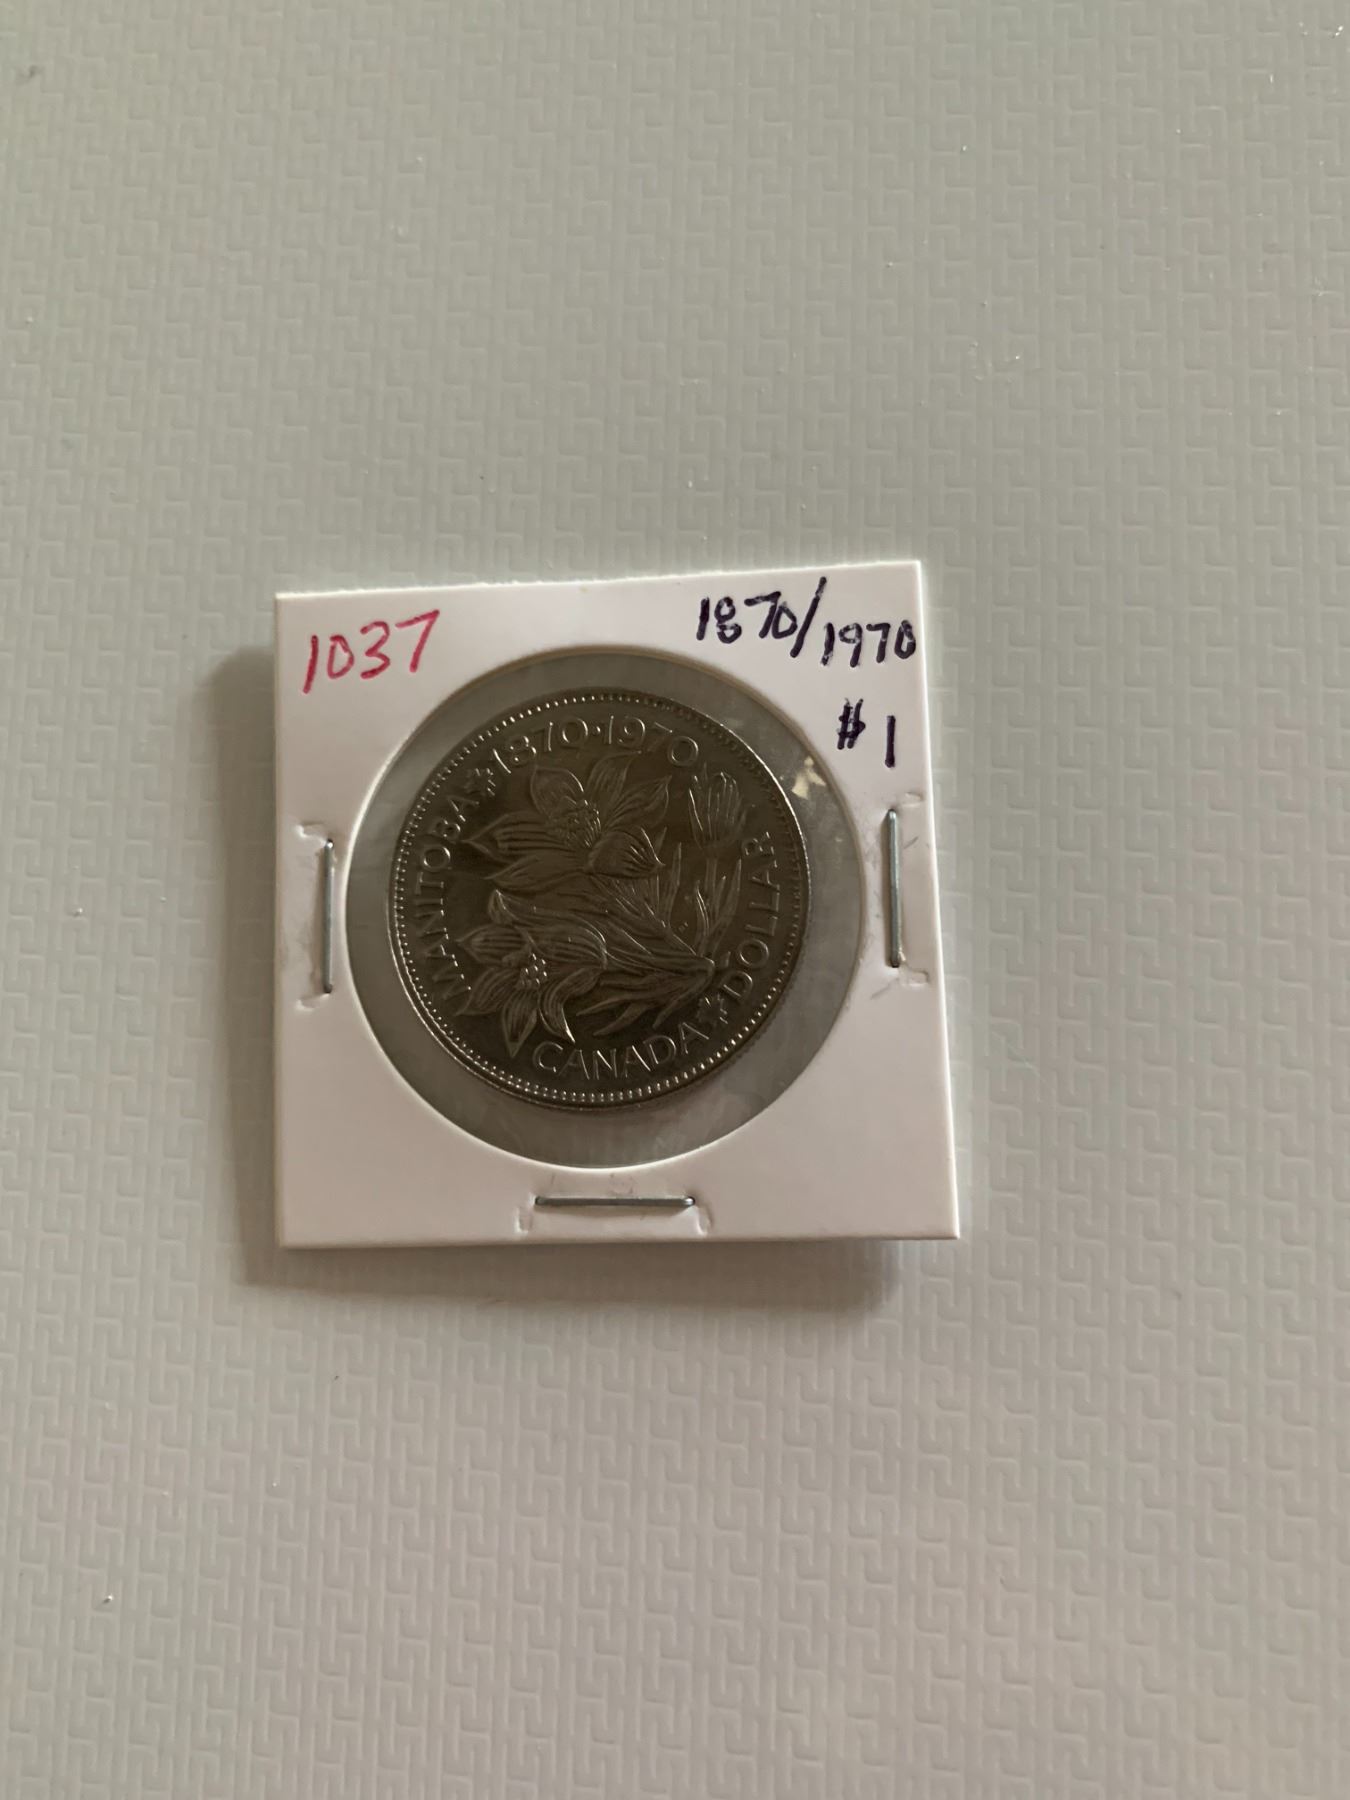 1037
1870/1970
#1
MANITOBA 1870·1970
CANADA DOLLAR